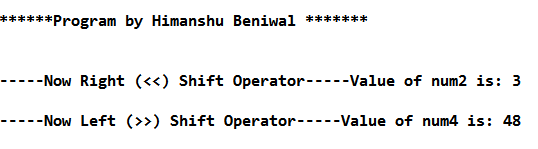 ******Program by Himanshu Beniwal *******
-----Now Right (<<) Shift Operator-----Value of num2 is: 3
-----Now Left (>>) Shift Operator-----Value of num4 is: 48